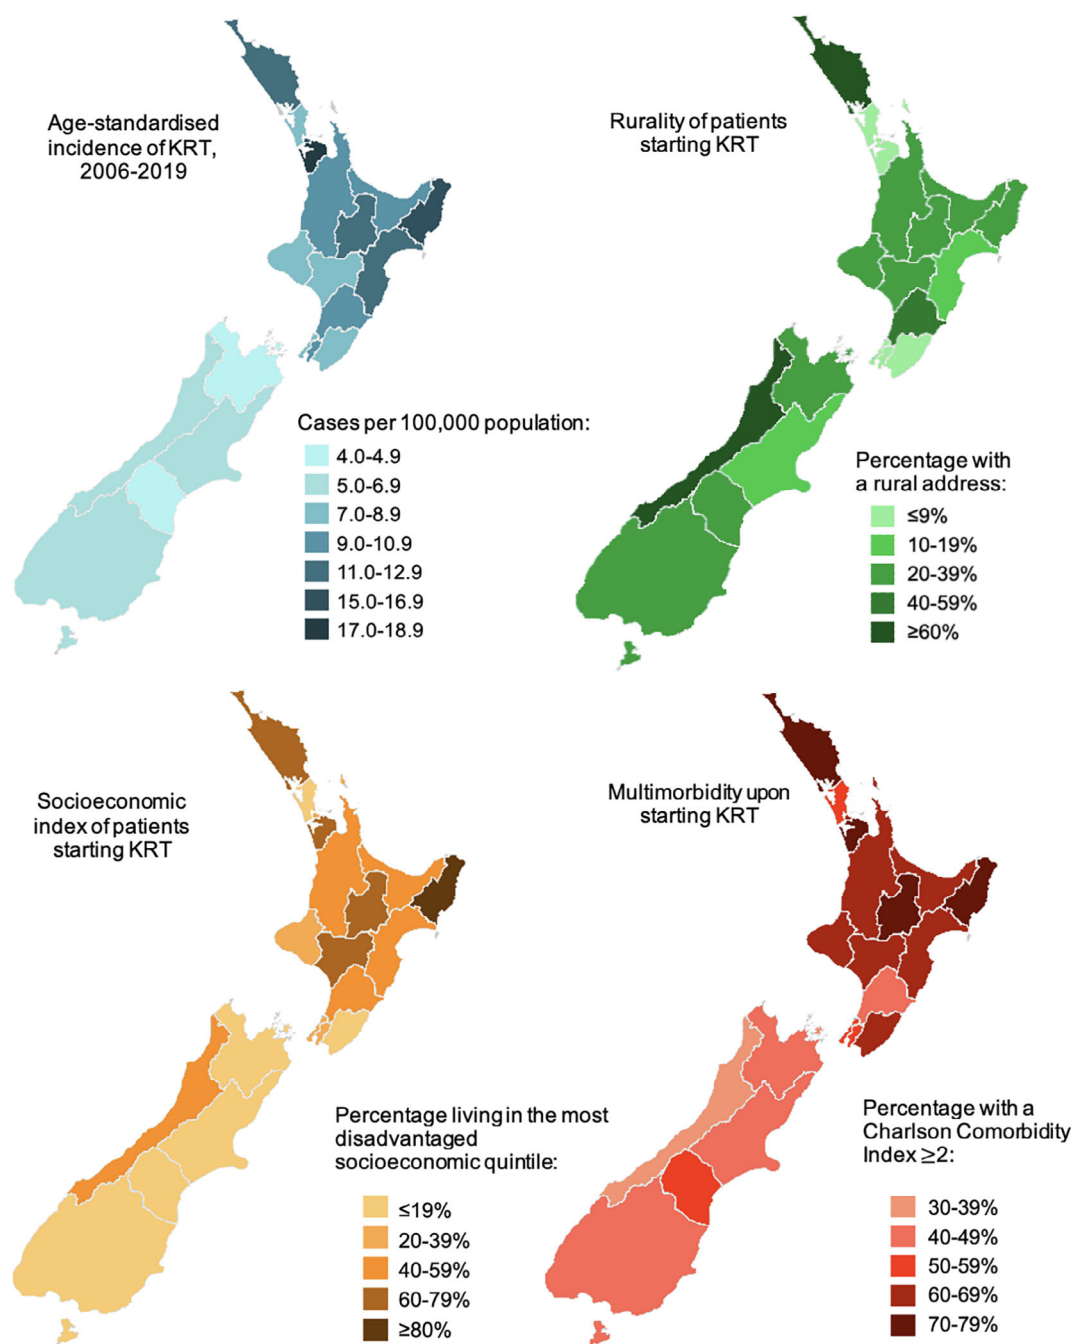 Age-standardised
incidence of KRT,
2006-2019
Cases per 100,000 population:
4.0-4.9
5.0-6.9
7.0-8.9
9.0-10.9
11.0-12.9
15.0-16.9
17.0-18.9
Rurality of patients
starting KRT
Percentage with
a rural address:
≤9%
10-19%
20-39%
40-59%
≥60%
Socioeconomic
index of patients
starting KRT
Percentage living in the most
disadvantaged
socioeconomic quintile:
≤19%
20-39%
40-59%
60-79%
≥80%
Multimorbidity upon
starting KRT
Percentage with a
Charlson Comorbidity
Index ≥2:
30-39%
40-49%
50-59%
60-69%
70-79%